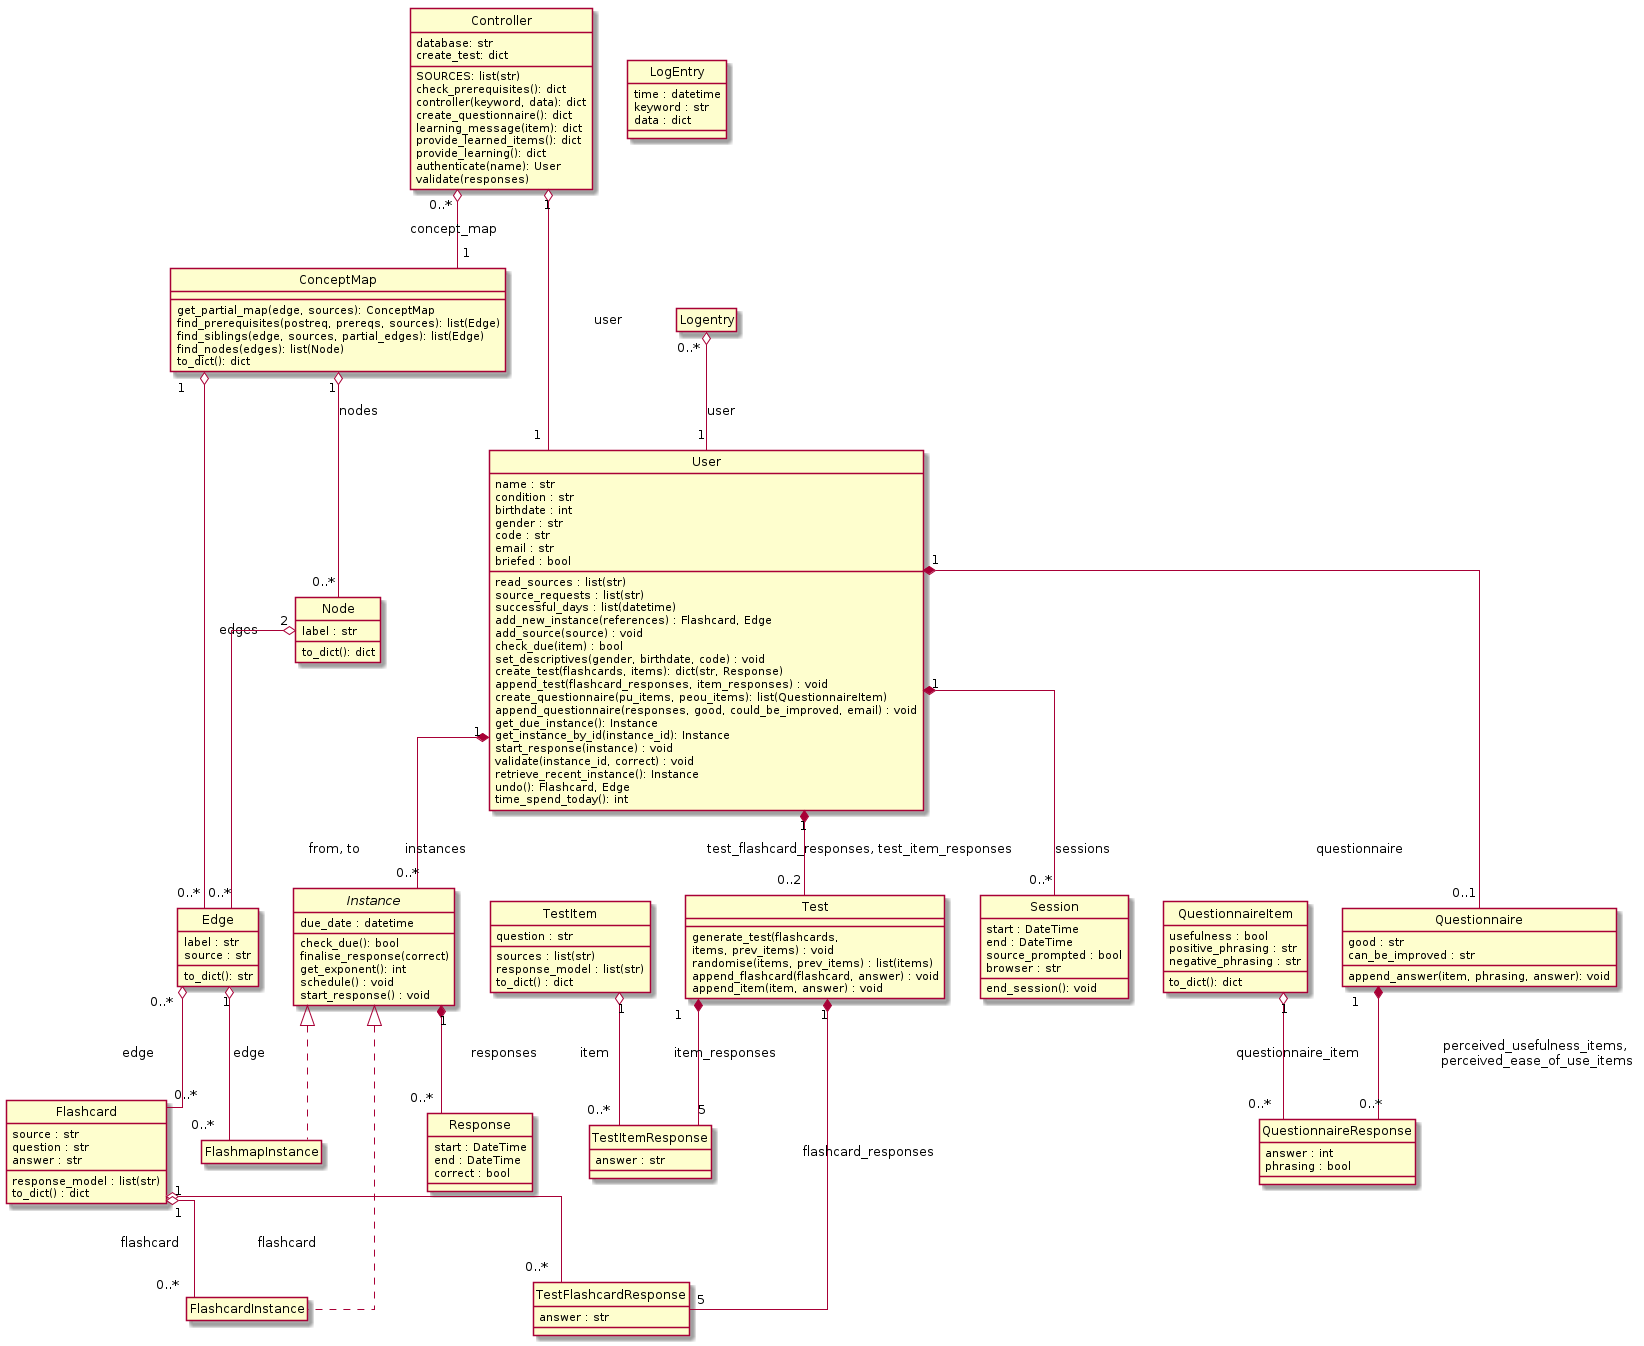 Controller
database: str
create_test: dict
SOURCES: list(str)
check_prerequisites(): dict
controller(keyword, data): dict
create_questionnaire(): dict
learning_message(item): dict
provide_learned_items(): dict
provide_learning(): dict
authenticate(name): User
validate(responses)
LogEntry
time : datetime
keyword : str
data : dict
0..*
1
concept_map
1
ConceptMap
get_partial_map(edge, sources): ConceptMap
find_prerequisites(postreq, prereqs, sources): list(Edge)
find_siblings(edge, sources, partial_edges): list(Edge)
find_nodes(edges): list(Node)
to_dict(): dict
user
Logentry
0..*
1
1
nodes
user
1
1
User
name : str
condition : str
birthdate : int
gender : str
code : str
email : str
briefed : bool
read_sources : list(str)
source_requests : list(str)
successful_days : list(datetime)
add_new_instance(references) : Flashcard, Edge
add_source(source) : void
check_due(item) : bool
set_descriptives(gender, birthdate, code) : void
create_test(flashcards, items): dict(str, Response)
append_test(flashcard_responses, item_responses) : void
create_questionnaire(pu_items, peou_items): list(QuestionnaireItem)
append_questionnaire(responses, good, could_be_improved, email) : void
get_due_instance(): Instance
get_instance_by_id(instance_id): Instance
start_response(instance) : void
validate(instance_id, correct) : void
retrieve_recent_instance(): Instance
undo(): Flashcard, Edge
time_spend_today(): int
1
0..*
Node
label : str
to_dict(): dict
2
edges
1
1
1
from, to
instances
test_flashcard_responses, test_item_responses
sessions
questionnaire
0..*
0..*
0..*
0..2
0..*
0..1
Edge
label : str
source : str
to_dict(): str
Instance
due_date : datetime
check_due(): bool
finalise_response(correct)
get_exponent(): int
schedule() : void
start_response() : void
TestItem
question : str
sources : list(str)
response_model : list(str)
to_dict() : dict
Test
generate_test(flashcards,
items, prev_items) : void
randomise(items, prev_items) : list(items)
append_flashcard(flashcard, answer) : void
append_item(item, answer) : void
Session
start : DateTime
end : DateTime
source_prompted : bool
browser : str
end_session(): void
QuestionnaireItem
usefulness : bool
positive_phrasing : str
negative_phrasing : str
to_dict(): dict
Questionnaire
good : str
can_be_improved : str
append_answer(item, phrasing, answer): void
0..*
1
1
1
1
1
1
1
edge
edge
responses
item
item_responses
questionnaire_item
perceived_usefulness_items,
perceived_ease_of_use_items
0..*
0..*
0..*
0..*
5
0..*
0..*
Flashcard
source : str
question : str
answer : str
response_model : list(str)
to_dict() : dict
FlashmapInstance
Response
start : DateTime
end : DateTime
correct : bool
TestItemResponse
answer : str
flashcard_responses
QuestionnaireResponse
answer : int
phrasing : bool
1
1
flashcard
flashcard
0..*
0..*
FlashcardInstance
TestFlashcardResponse
answer : str
5